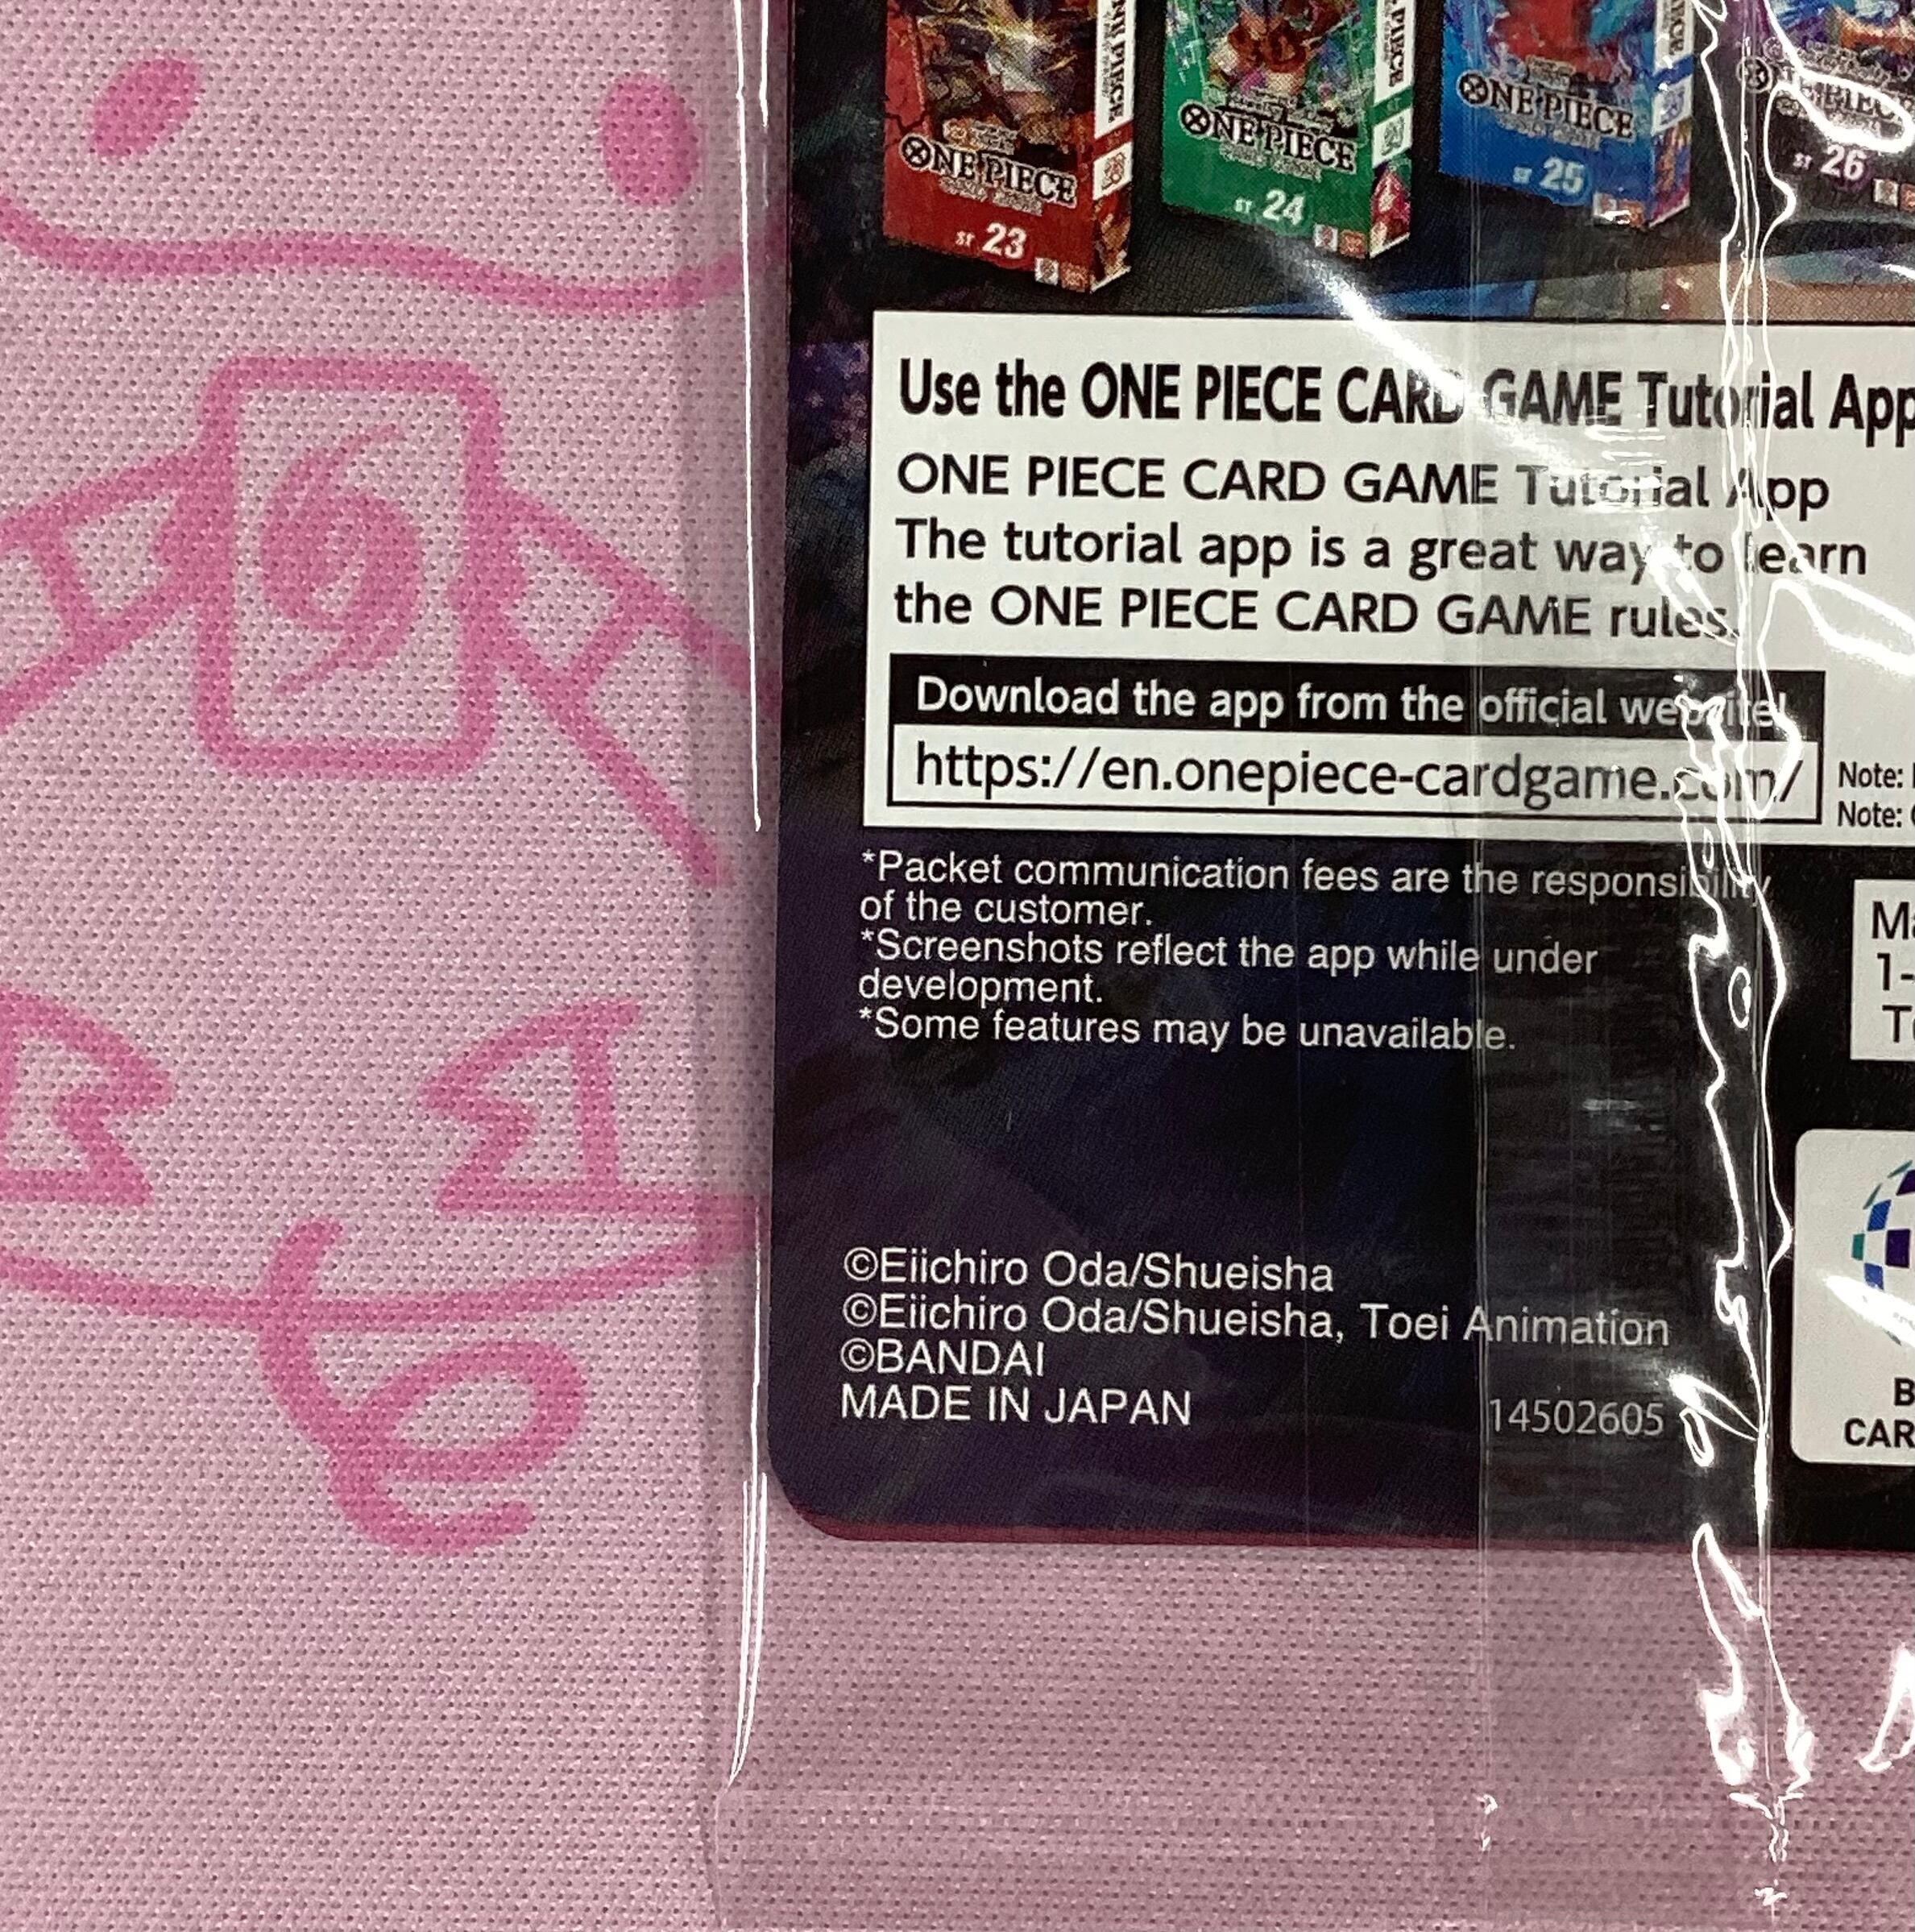 ONE PIECE
ONE PIECE
ST 23
ONE PIECE
ST 24
ONE PIECE
ST 25
ST 26
Use the ONE PIECE CARD GAME Tutorial App
ONE PIECE CARD GAME Tutorial App
The tutorial app is a great way to learn
the ONE PIECE CARD GAME rules.
Download the app from the official website!
https://en.onepiece-cardgame.com/
Note:
Note:
*Packet communication fees are the responsibility
of the customer.
*Screenshots reflect the app while under
development.
*Some features may be unavailable.
1-
©Eiichiro Oda/Shueisha
©Eiichiro Oda/Shueisha, Toei Animation
©BANDAI
MADE IN JAPAN
14502605
B
CAR